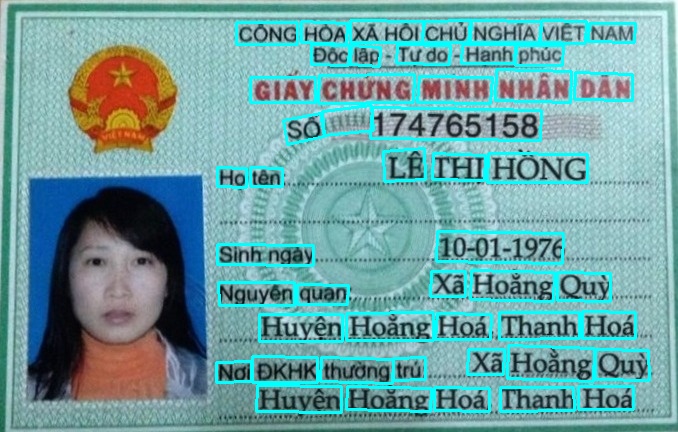 CỘNG HÒA XÃ HỘI CHỦ NGHĨA VIỆT NAM
Độc lập - Tự do - Hạnh phúc
GIẤY CHỨNG MINH NHÂN DÂN
SỐ 174765158
Họ tên LÊ THỊ HỒNG
Sinh ngày 10-01-1976
Nguyên quán Xã Hoằng Quỳ
Huyện Hoằng Hoá Thanh Hoá
Nơi ĐKHK thường trú Xã Hoằng Quỳ
Huyện Hoằng Hoá Thanh Hoá
VIỆT NAM